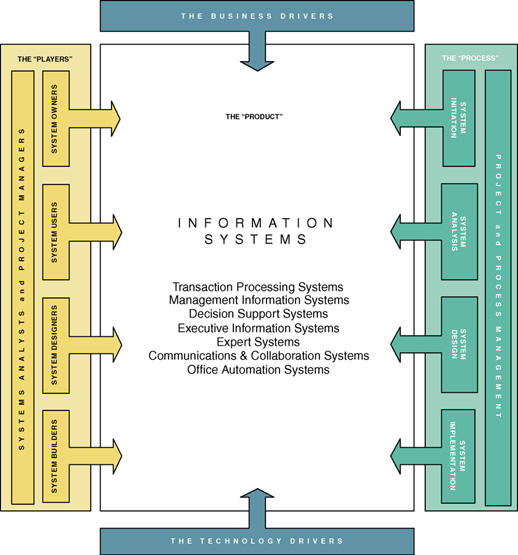 THE BUSINESS DRIVERS
THE "PLAYERS"
SYSTEMS ANALYSTS and PROJECT MANAGERS
SYSTEM OWNERS
SYSTEM USERS
SYSTEM DESIGNERS
SYSTEM BUILDERS
THE "PRODUCT"
INFORMATION
SYSTEMS
Transaction Processing Systems
Management Information Systems
Decision Support Systems
Executive Information Systems
Expert Systems
Communications & Collaboration Systems
Office Automation Systems
THE "PROCESS"
SYSTEM
INITIATION
SYSTEM
ANALYSIS
SYSTEM
DESIGN
SYSTEM
IMPLEMENTATION
PROJECT and PROCESS MANAGEMENT
THE TECHNOLOGY DRIVERS